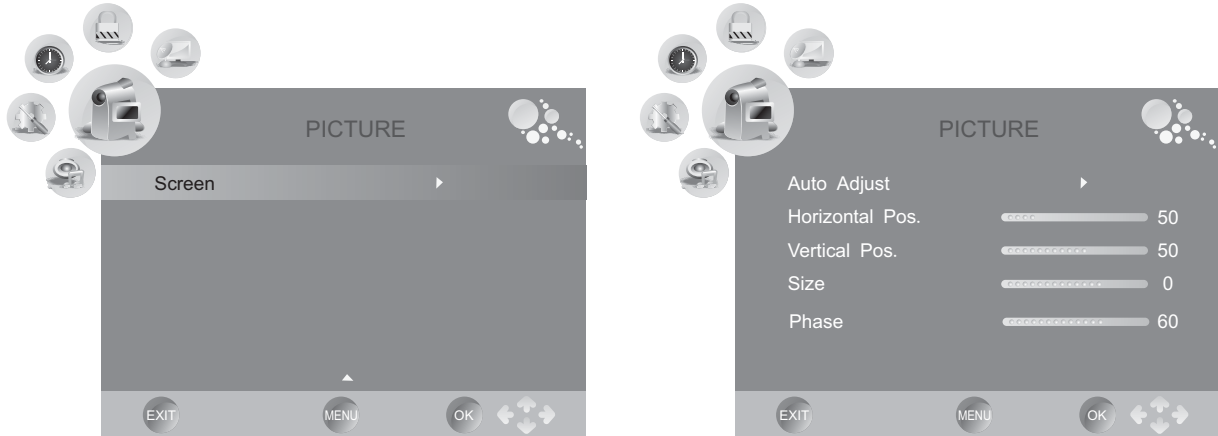 PICTURE
Screen
EXIT MENU OK
PICTURE
Auto Adjust
Horizontal Pos. 50
Vertical Pos. 50
Size 0
Phase 60
EXIT MENU OK